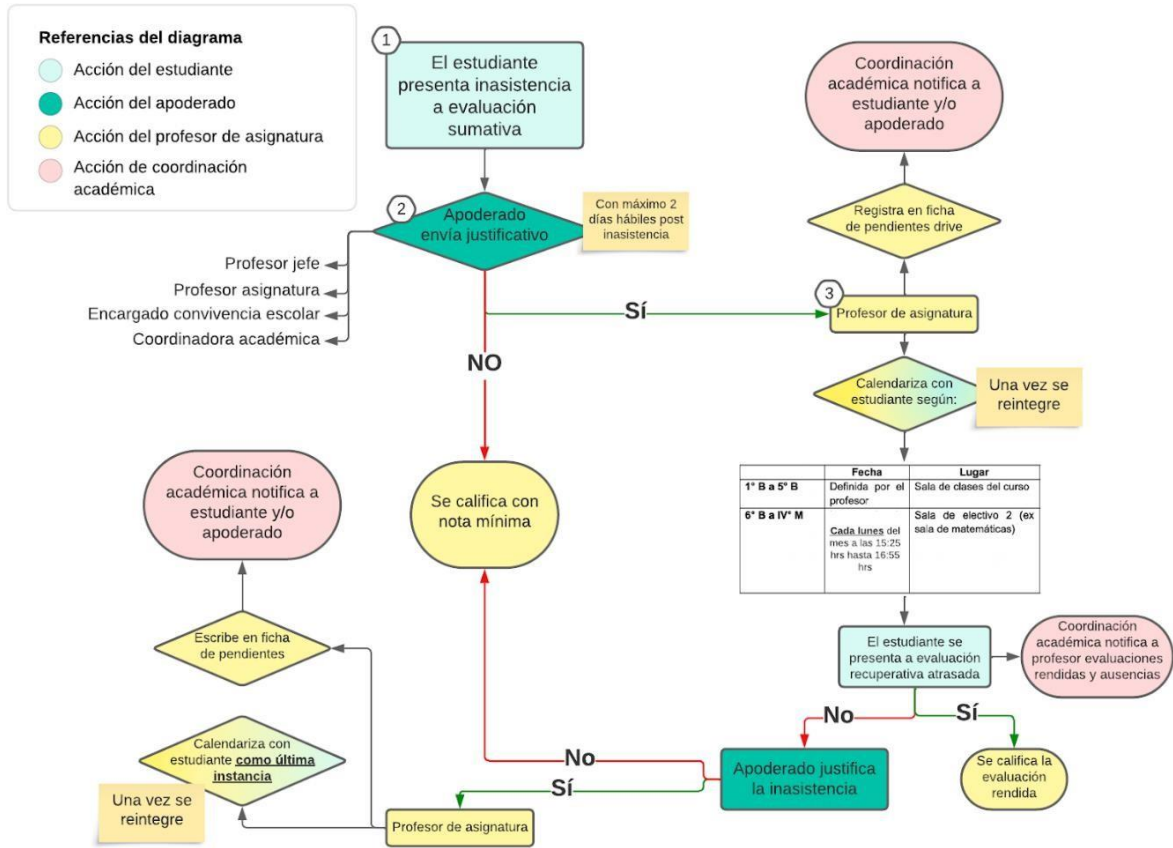 Referencias del diagrama
Acción del estudiante
Acción del apoderado
Acción del profesor de asignatura
Acción de coordinación
académica
1
El estudiante
presenta inasistencia
a evaluación
sumativa
2
Apoderado
envía justificativo
Con máximo 2
días hábiles post
inasistencia
Profesor jefe
Profesor asignatura
Encargado convivencia escolar
Coordinadora académica
Sí
NO
Coordinación
académica notifica a
estudiante y/o
apoderado
Registra en ficha
de pendientes drive
3
Profesor de asignatura
Calendariza con
estudiante según:
Una vez se
reintegre
Fecha
Lugar
1° B a 5° B
Definida por el
profesor
Sala de clases del curso
6° B a IV° M
Cada lunes del
mes a las 15:25
hrs hasta 16:55
hrs
Sala de electivo 2 (ex
sala de matemáticas)
El estudiante se
presenta a evaluación
recuperativa atrasada
Coordinación
académica notifica a
profesor evaluaciones
rendidas y ausencias
No
Sí
Se califica la
evaluación
rendida
Apoderado justifica
la inasistencia
No
Sí
Se califica con
nota mínima
Profesor de asignatura
Coordinación
académica notifica a
estudiante y/o
apoderado
Escribe en ficha
de pendientes
Calendariza con
estudiante como última
instancia
Una vez se
reintegre